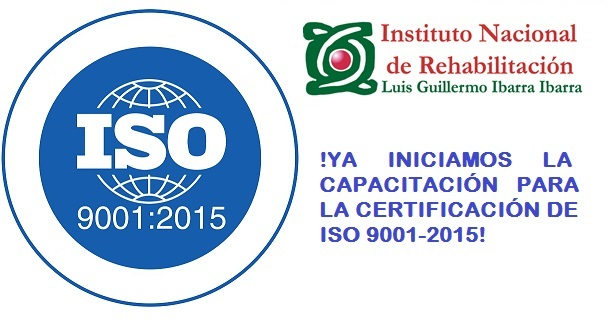 ISO
9001:2015
Instituto Nacional
de Rehabilitación
Luis Guillermo Ibarra Ibarra
!YA INICIAMOS LA
CAPACITACIÓN PARA
LA CERTIFICACIÓN DE
ISO 9001-2015!